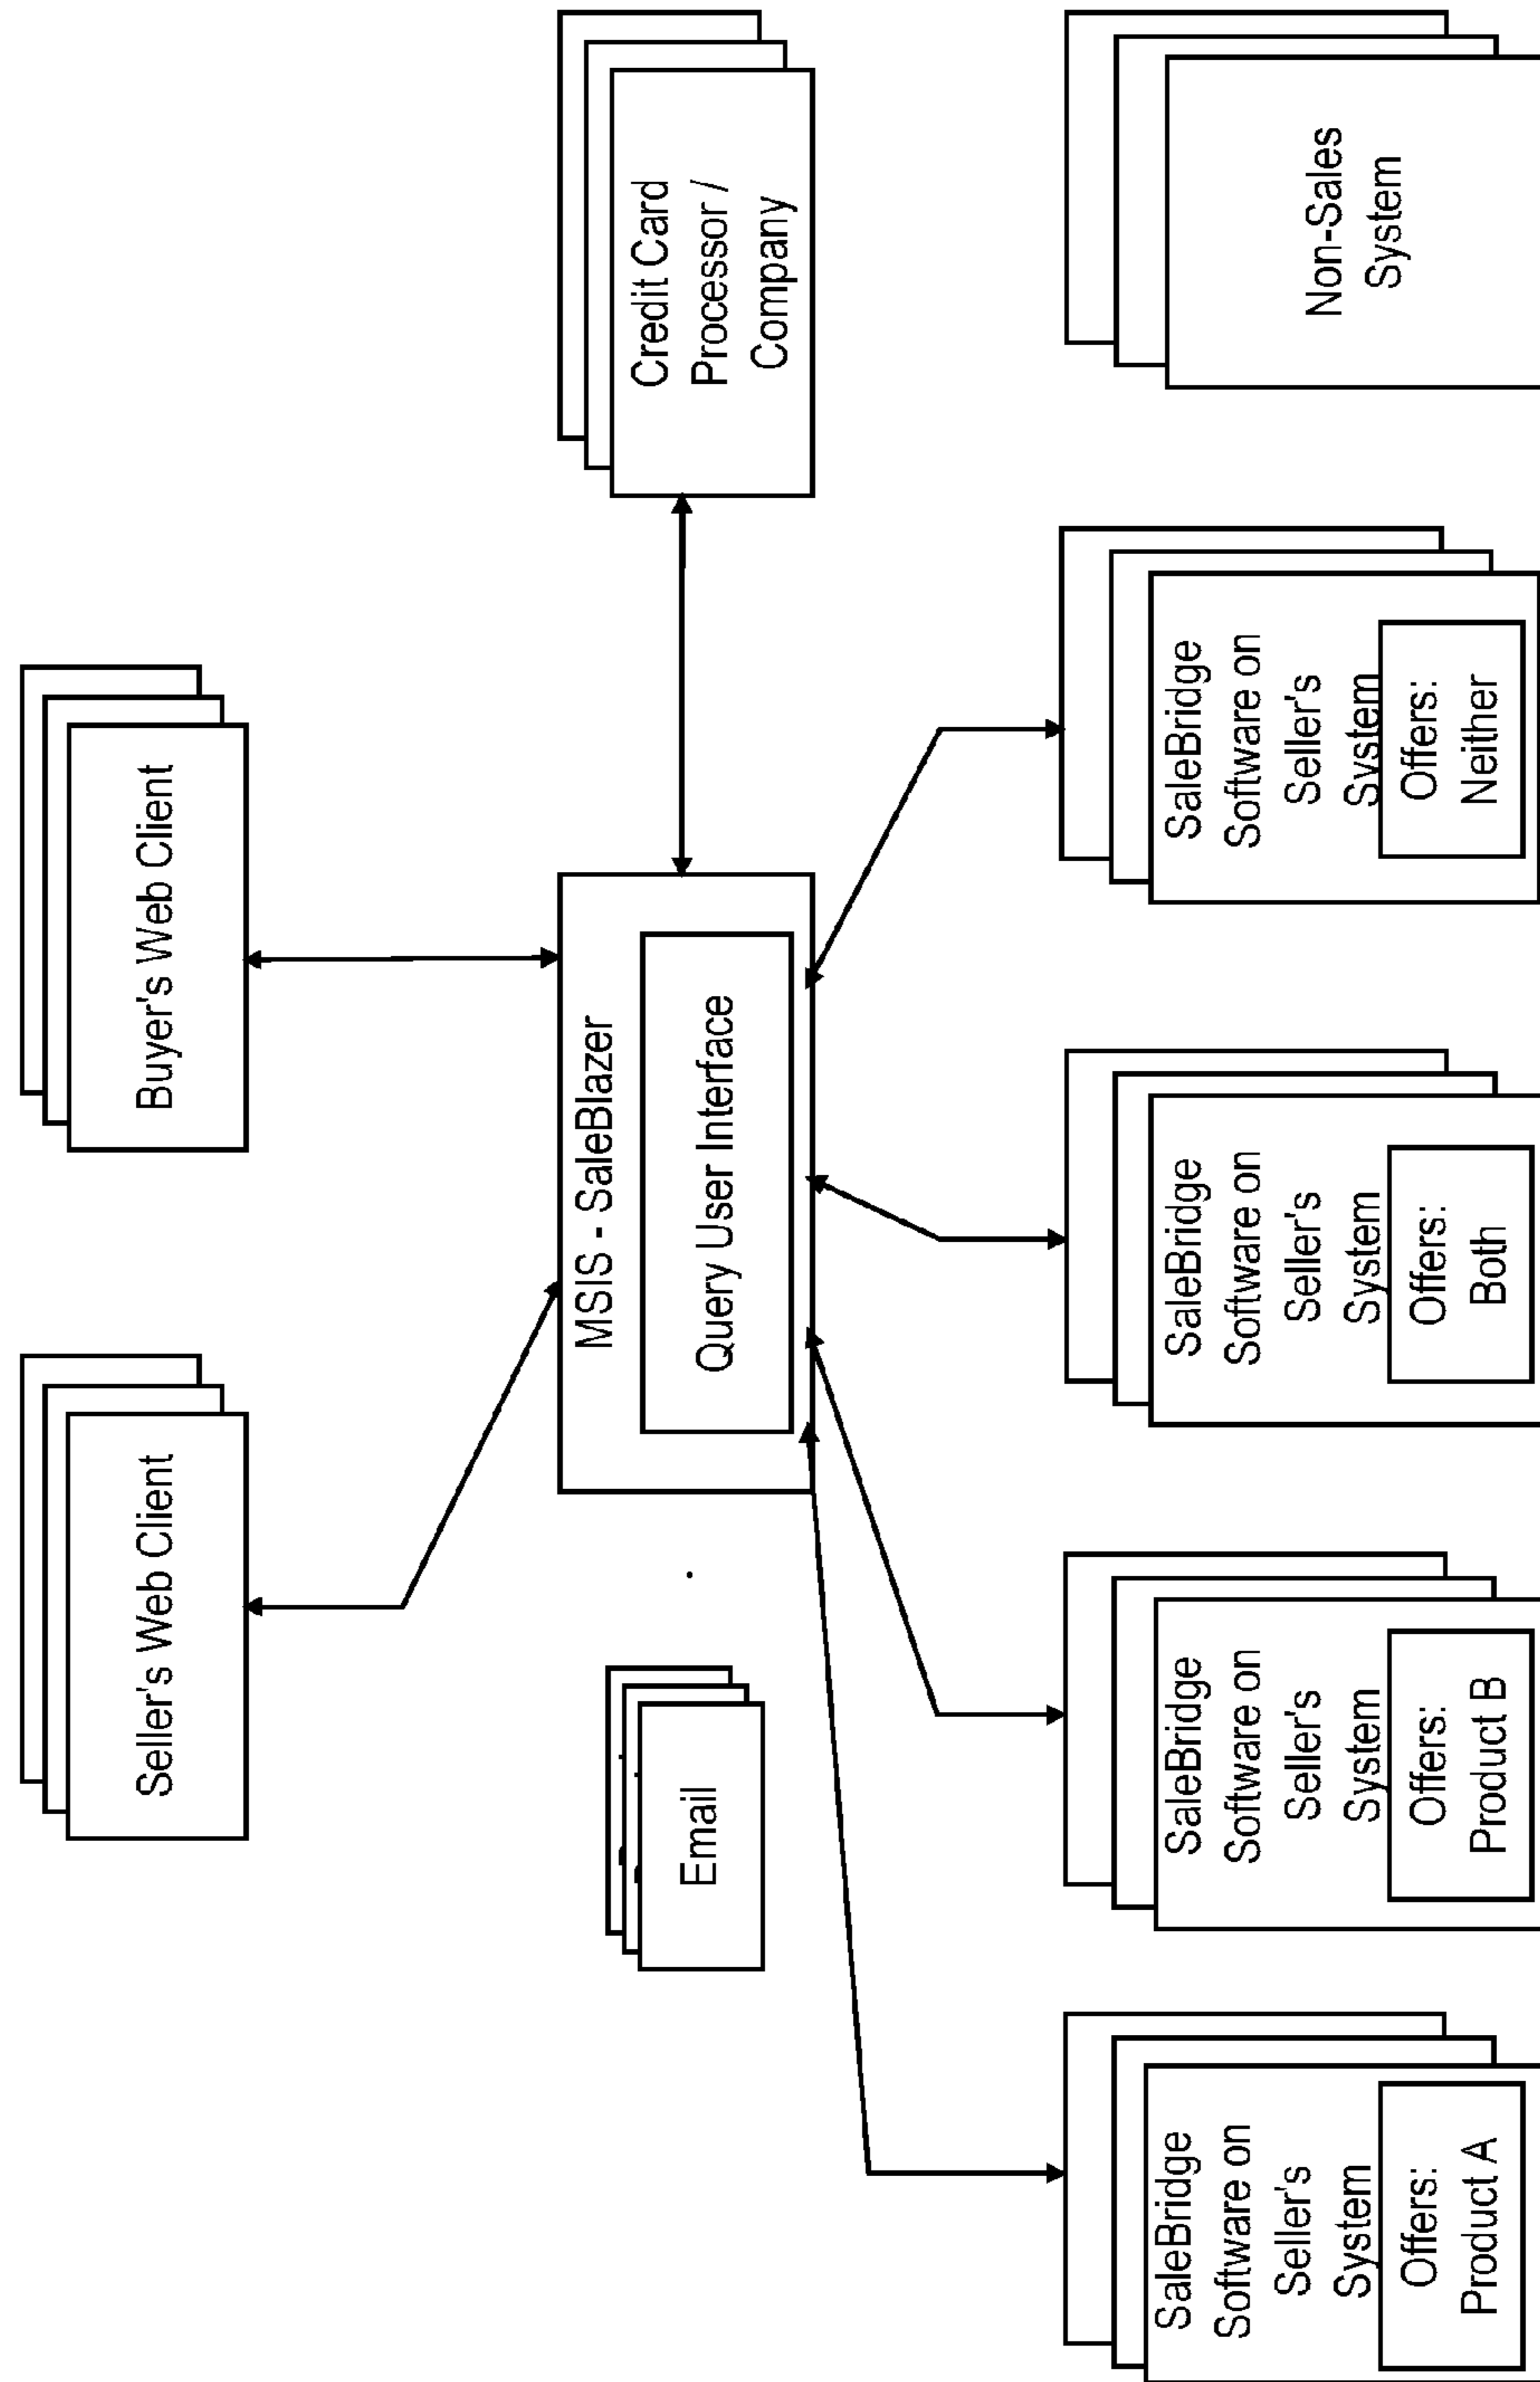 Seller's Web Client
Buyer's Web Client
Email
MSIS - SaleBlazer
Query User Interface
Credit Card
Processor /
Company
SaleBridge
Software on
Seller's
System
Offers:
Product A
SaleBridge
Software on
Seller's
System
Offers:
Product B
SaleBridge
Software on
Seller's
System
Offers:
Both
SaleBridge
Software on
Seller's
System
Offers:
Neither
Non-Sales
System